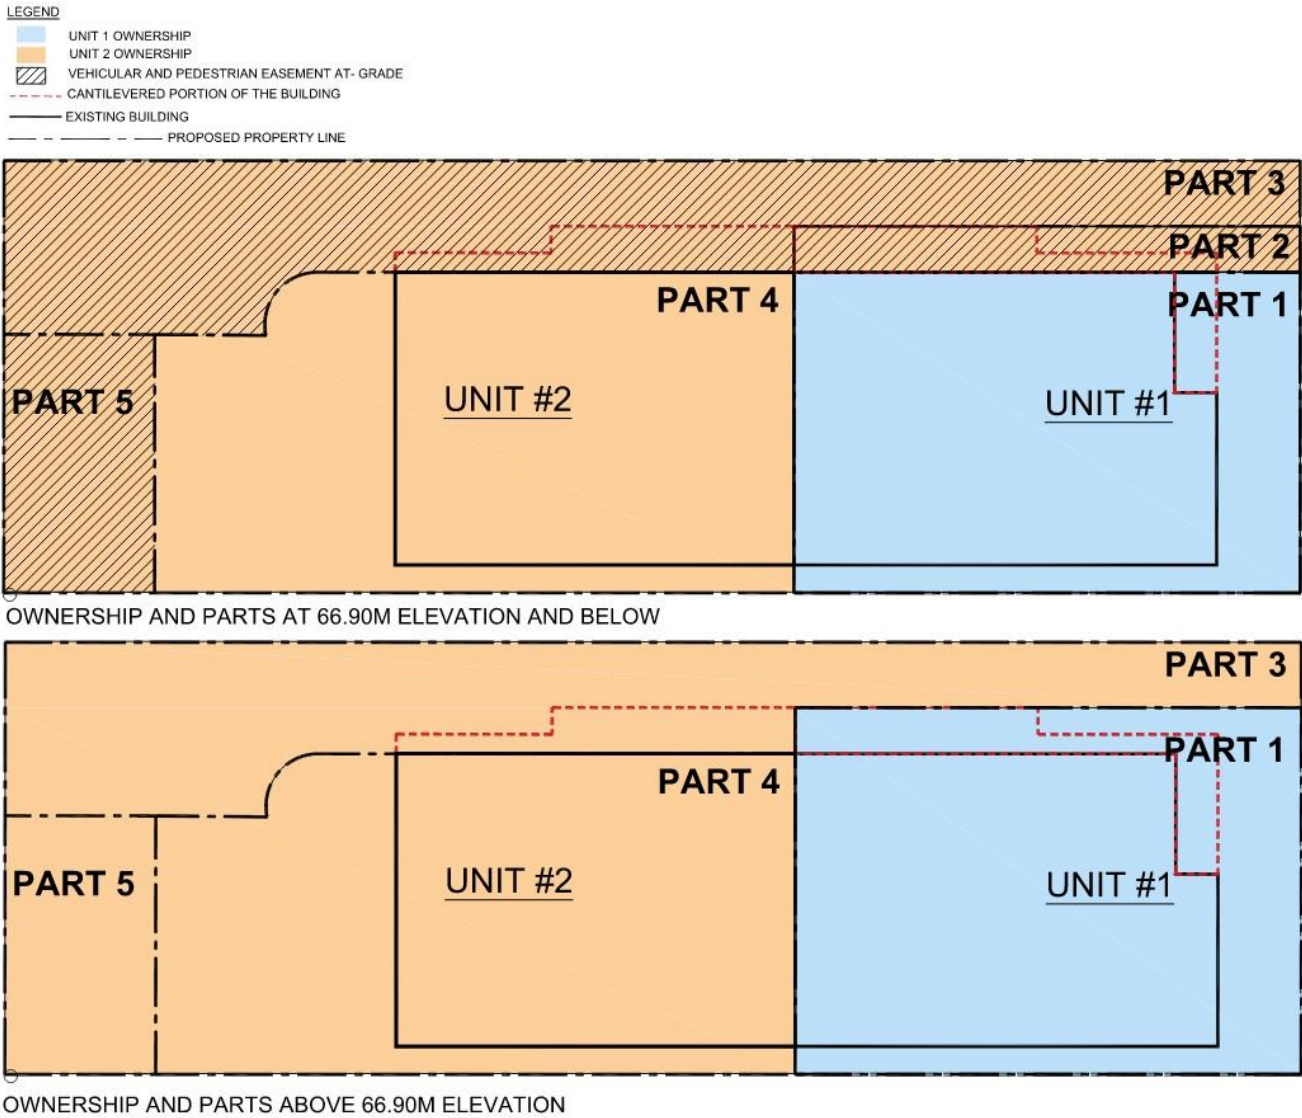 LEGEND
UNIT 1 OWNERSHIP
UNIT 2 OWNERSHIP
VEHICULAR AND PEDESTRIAN EASEMENT AT- GRADE
CANTILEVERED PORTION OF THE BUILDING
EXISTING BUILDING
PROPOSED PROPERTY LINE
PART 3
PART 2
PART 4
PART 1
PART 5
UNIT #2
UNIT #1
OWNERSHIP AND PARTS AT 66.90M ELEVATION AND BELOW
PART 3
PART 1
PART 4
PART 5
UNIT #2
UNIT #1
OWNERSHIP AND PARTS ABOVE 66.90M ELEVATION